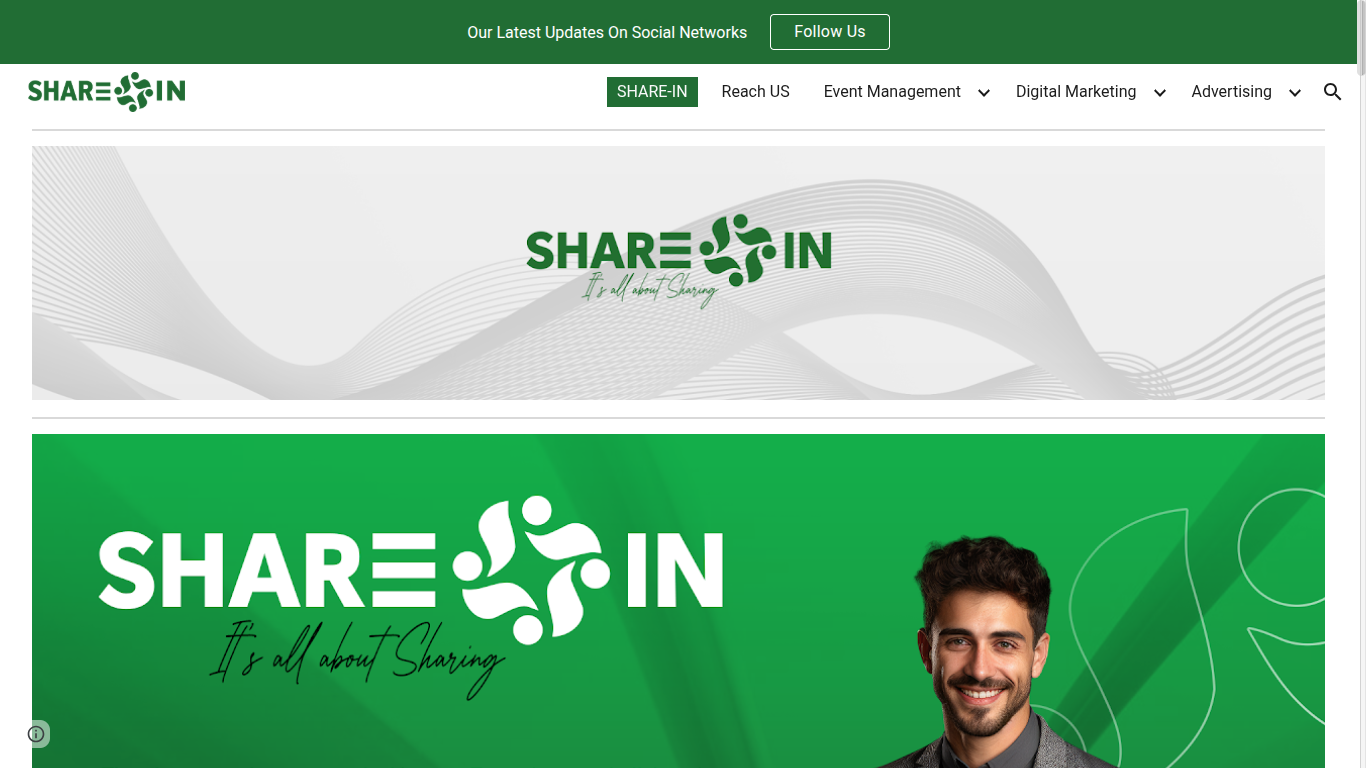 Our Latest Updates On Social Networks Follow Us
SHARE IN
SHARE-IN Reach US Event Management Digital Marketing Advertising
SHARE IN
It's all about Sharing
SHARE IN
It's all about Sharing